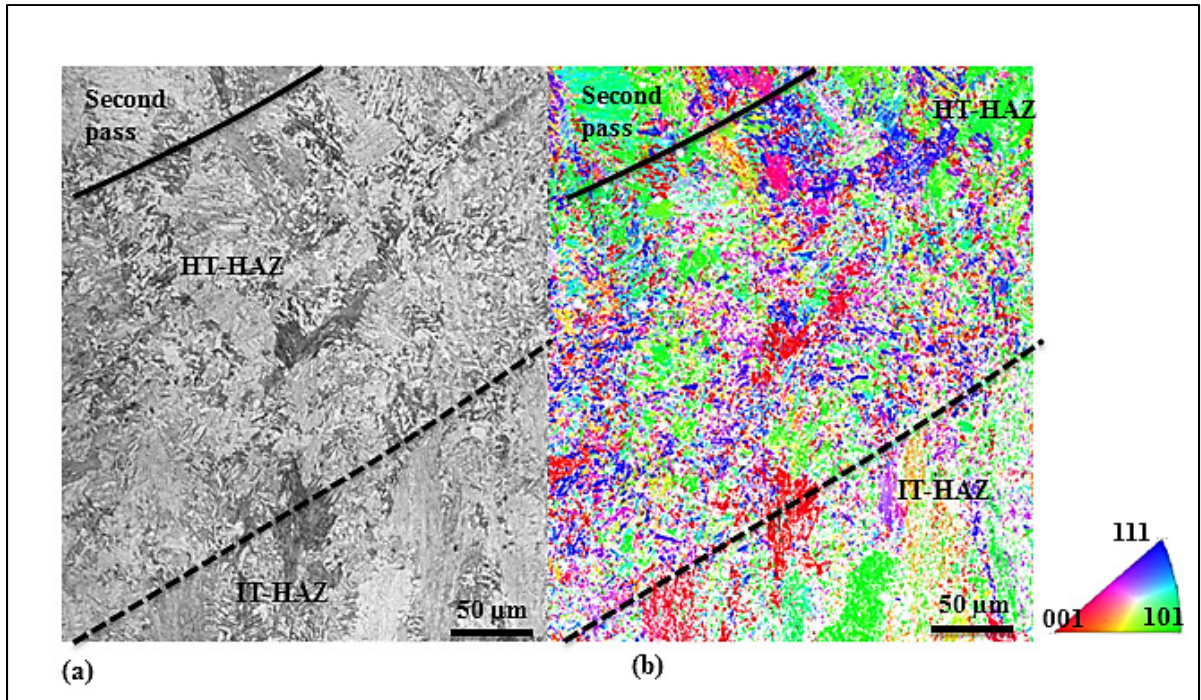 Second
pass
HT-HAZ
IT-HAZ
50 µm
(a)
Second
pass
HT-HAZ
IT-HAZ
50 µm
(b)
111
001
101